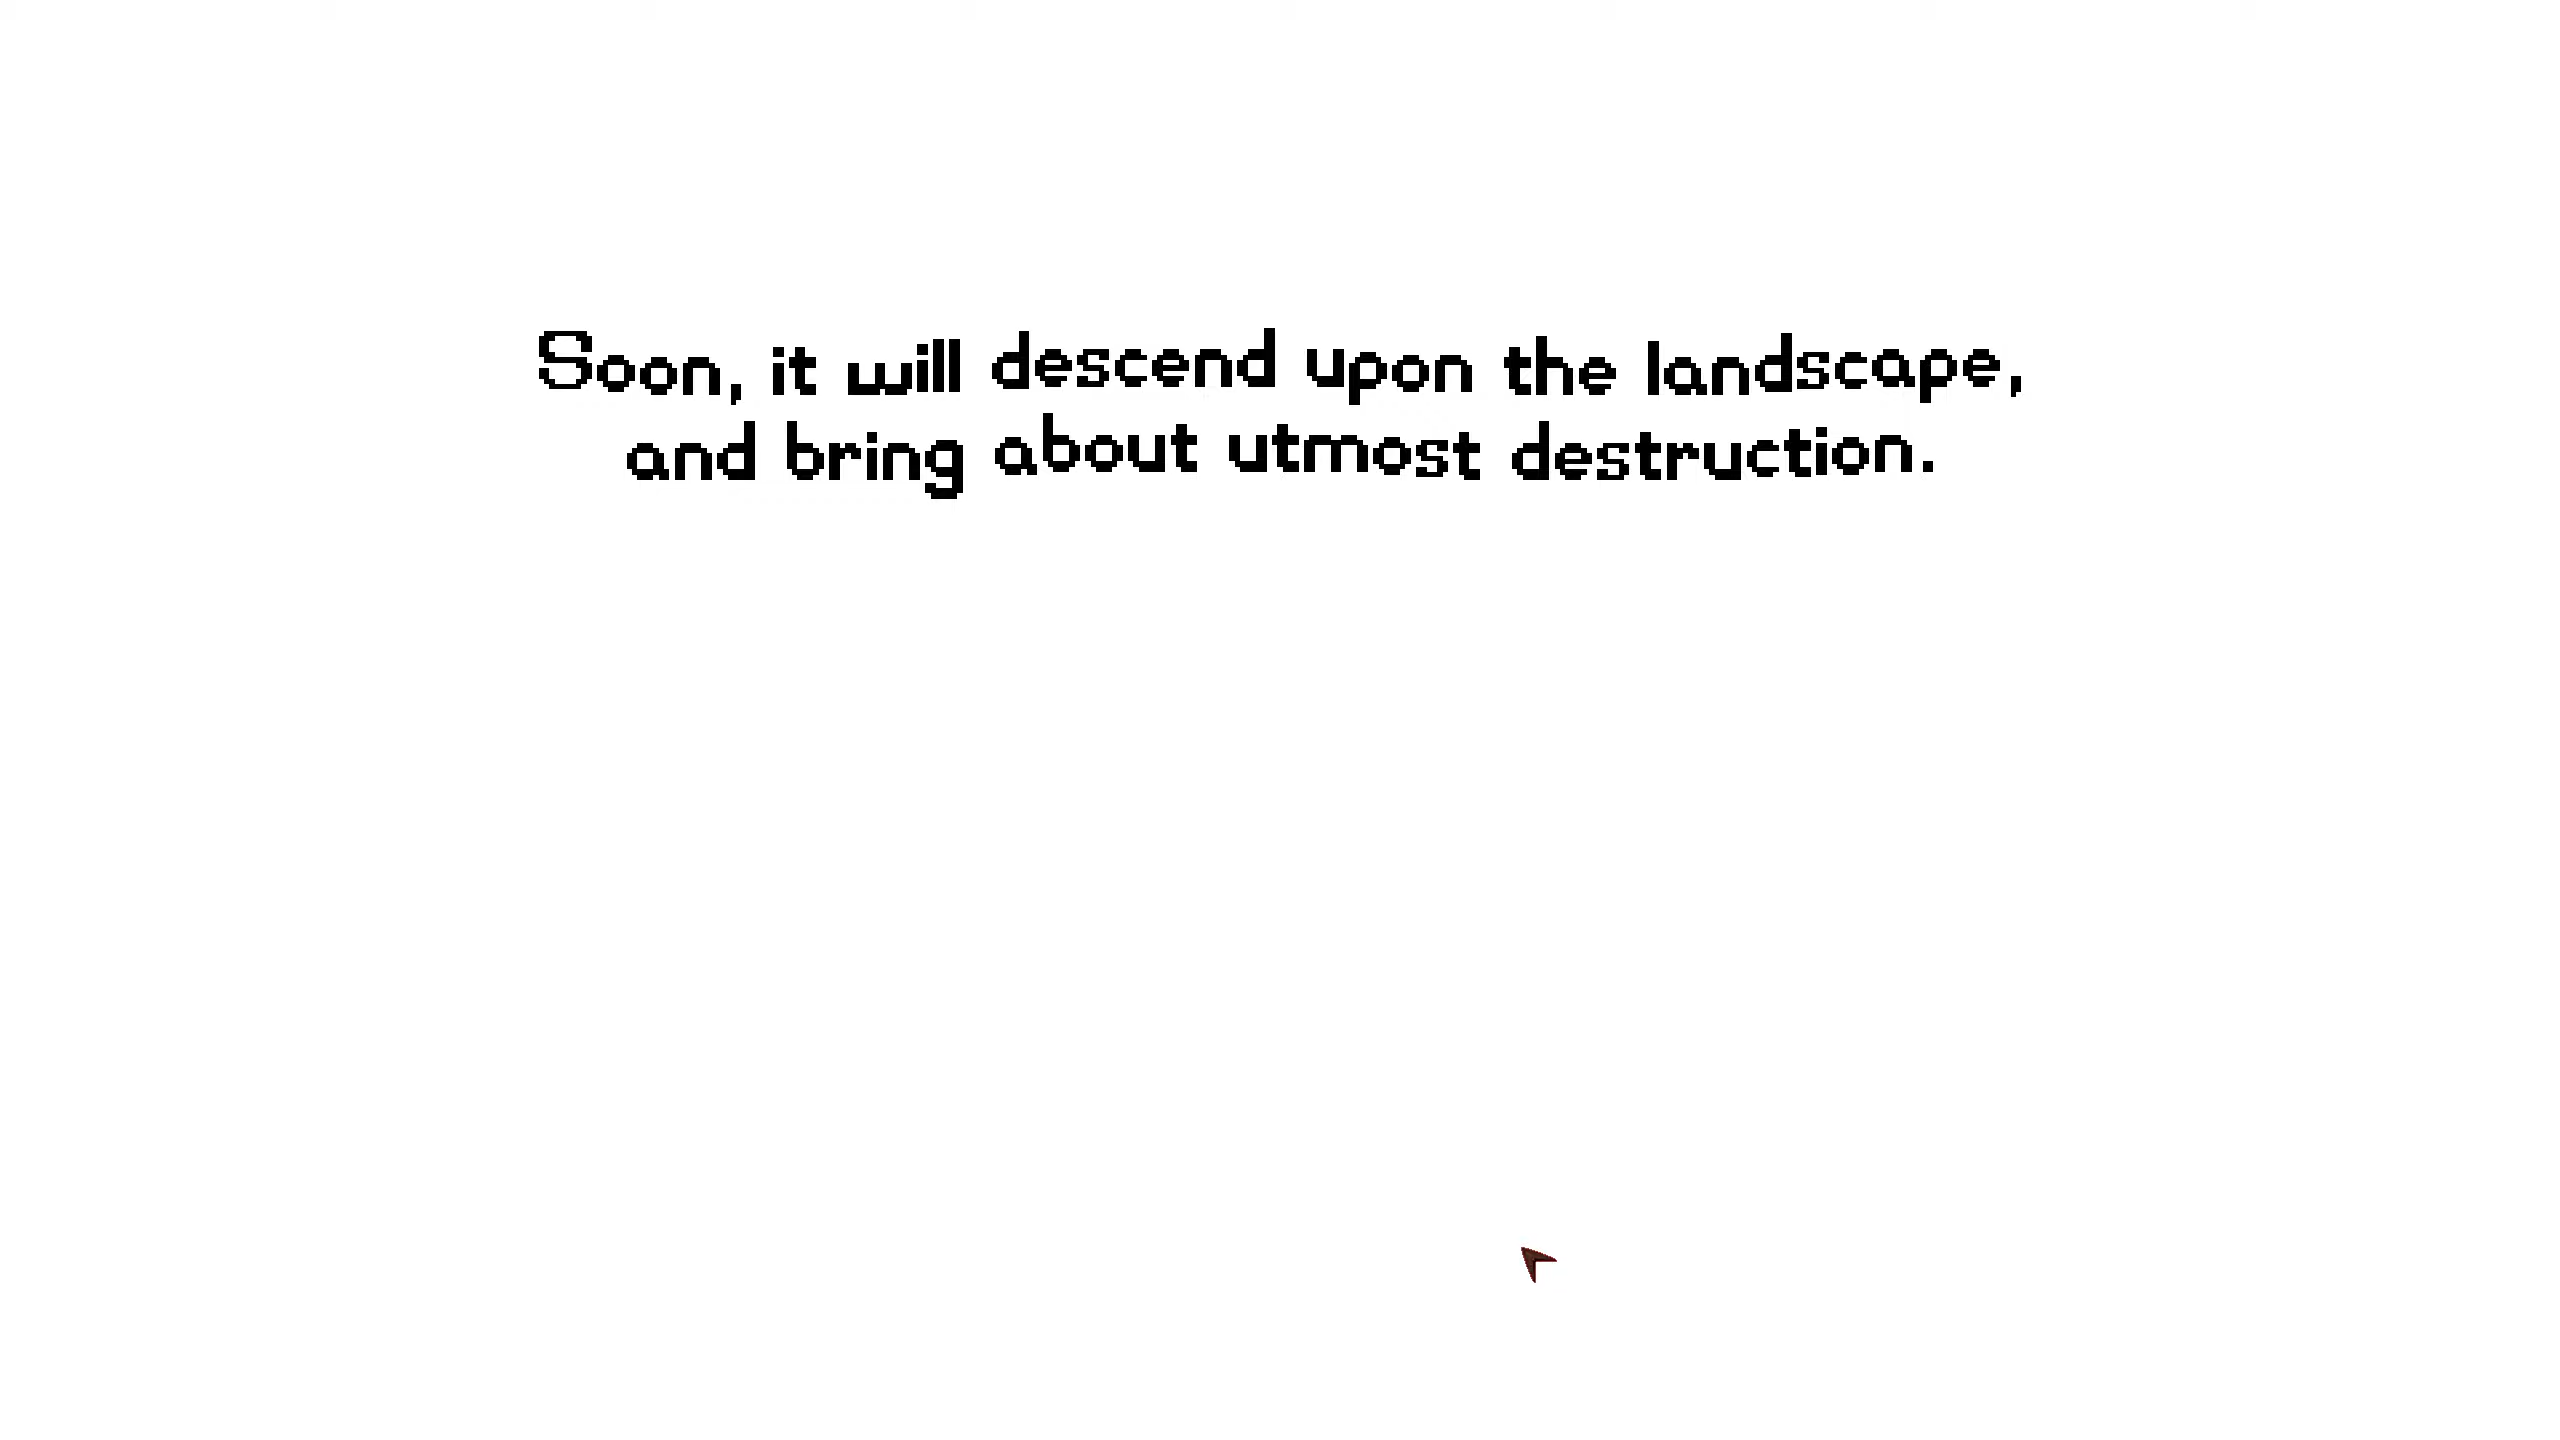 Soon, it will descend upon the landscape,
and bring about utmost destruction.